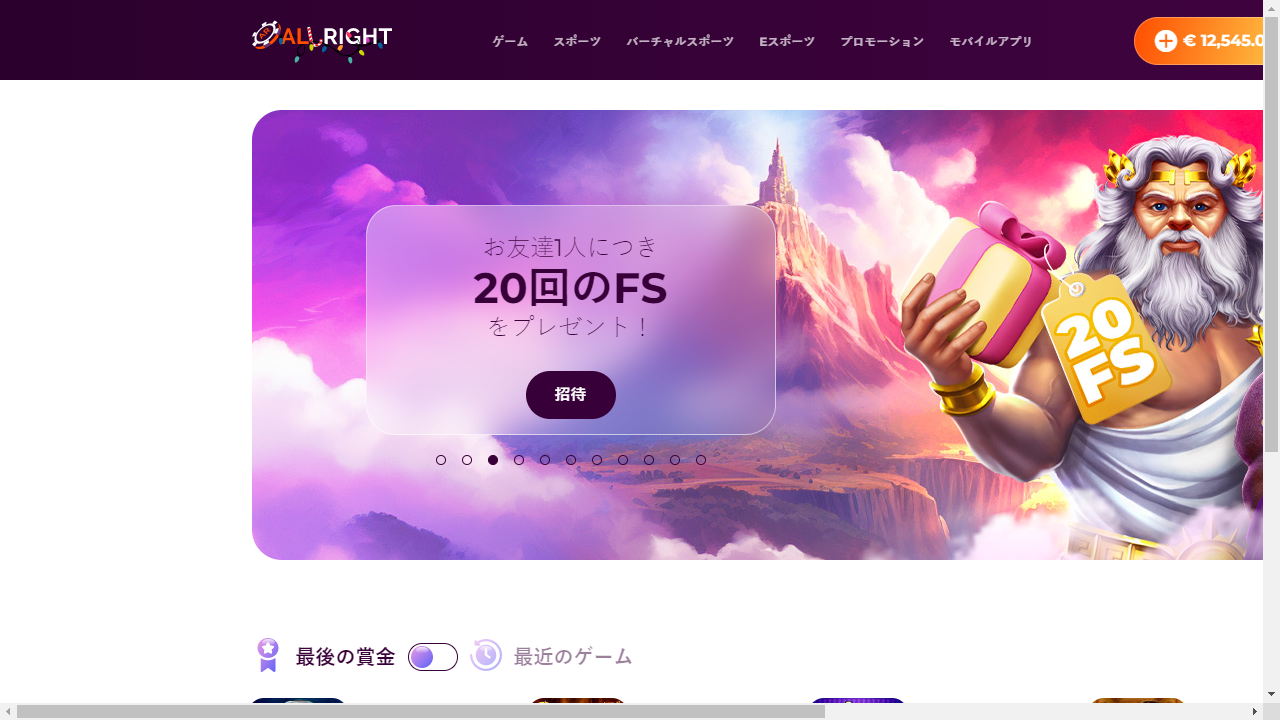 ALL RIGHT
ゲーム
スポーツ
バーチャルスポーツ
Eスポーツ
プロモーション
モバイルアプリ
€ 12,545.0
お友達1人につき
20回のFS
をプレゼント！
招待
20
FS
最後の賞金
最近のゲーム